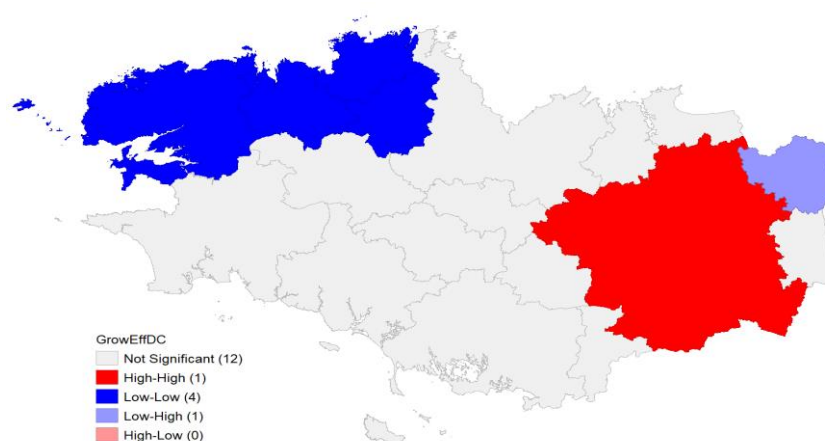 GrowEffDC
Not Significant (12)
High-High (1)
Low-Low (4)
Low-High (1)
High-Low (0)